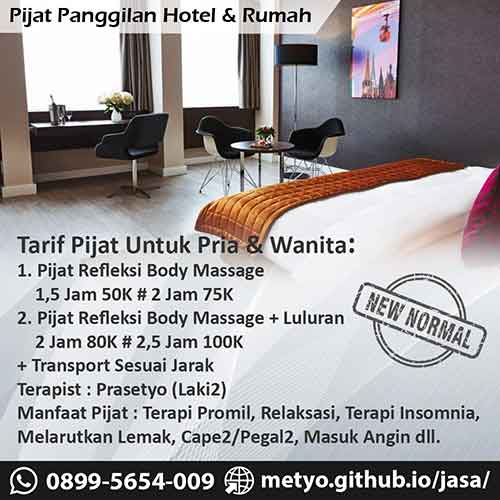 Pijat Panggilan Hotel & Rumah
Tarif Pijat Untuk Pria & Wanita:
1. Pijat Refleksi Body Massage
1,5 Jam 50K # 2 Jam 75K
2. Pijat Refleksi Body Massage + Luluran
2 Jam 80K # 2,5 Jam 100K
+ Transport Sesuai Jarak
Terapist : Prasetyo (Laki2)
Manfaat Pijat : Terapi Promil, Relaksasi, Terapi Insomnia,
Melarutkan Lemak, Cape2/Pegal2, Masuk Angin dll.
NEW NORMAL
0899-5654-009 metyo.github.io/jasa/